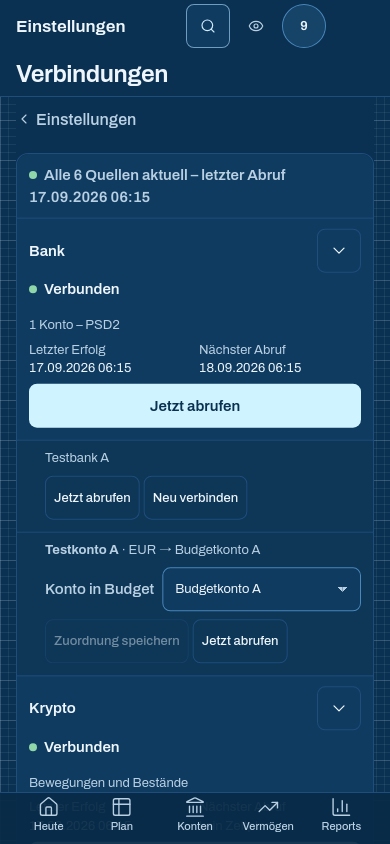 Einstellungen
9
Verbindungen
Einstellungen
Alle 6 Quellen aktuell – letzter Abruf
17.09.2026 06:15
Bank
Verbunden
1 Konto – PSD2
Letzter Erfolg Nächster Abruf
17.09.2026 06:15 18.09.2026 06:15
Jetzt abrufen
Testbank A
Jetzt abrufen Neu verbinden
Testkonto A · EUR → Budgetkonto A
Konto in Budget Budgetkonto A
Zuordnung speichern Jetzt abrufen
Krypto
Verbunden
Bewegungen und Bestände
Heute Plan Konten Vermögen Reports